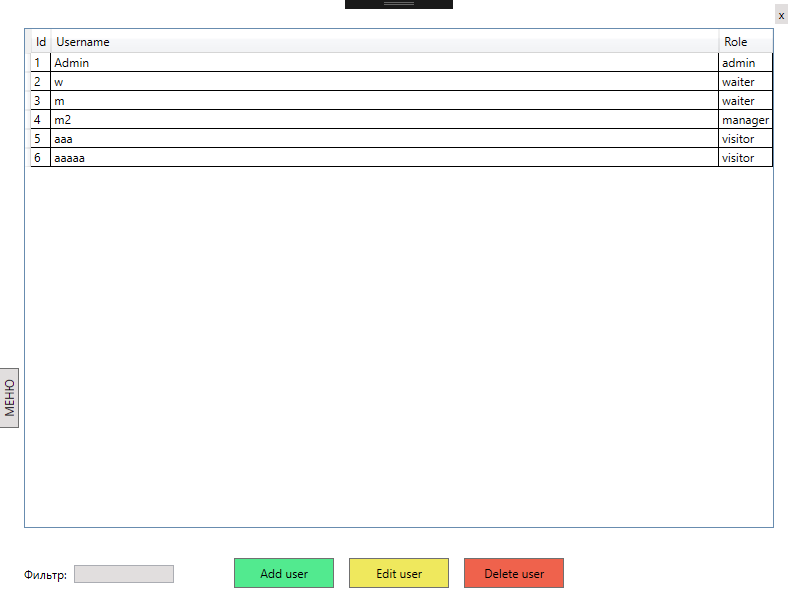 x
Id Username Role
1 Admin admin
2 w waiter
3 m waiter
4 m2 manager
5 aaa visitor
6 aaaaa visitor
МЕНЮ
Фильтр: Add user Edit user Delete user